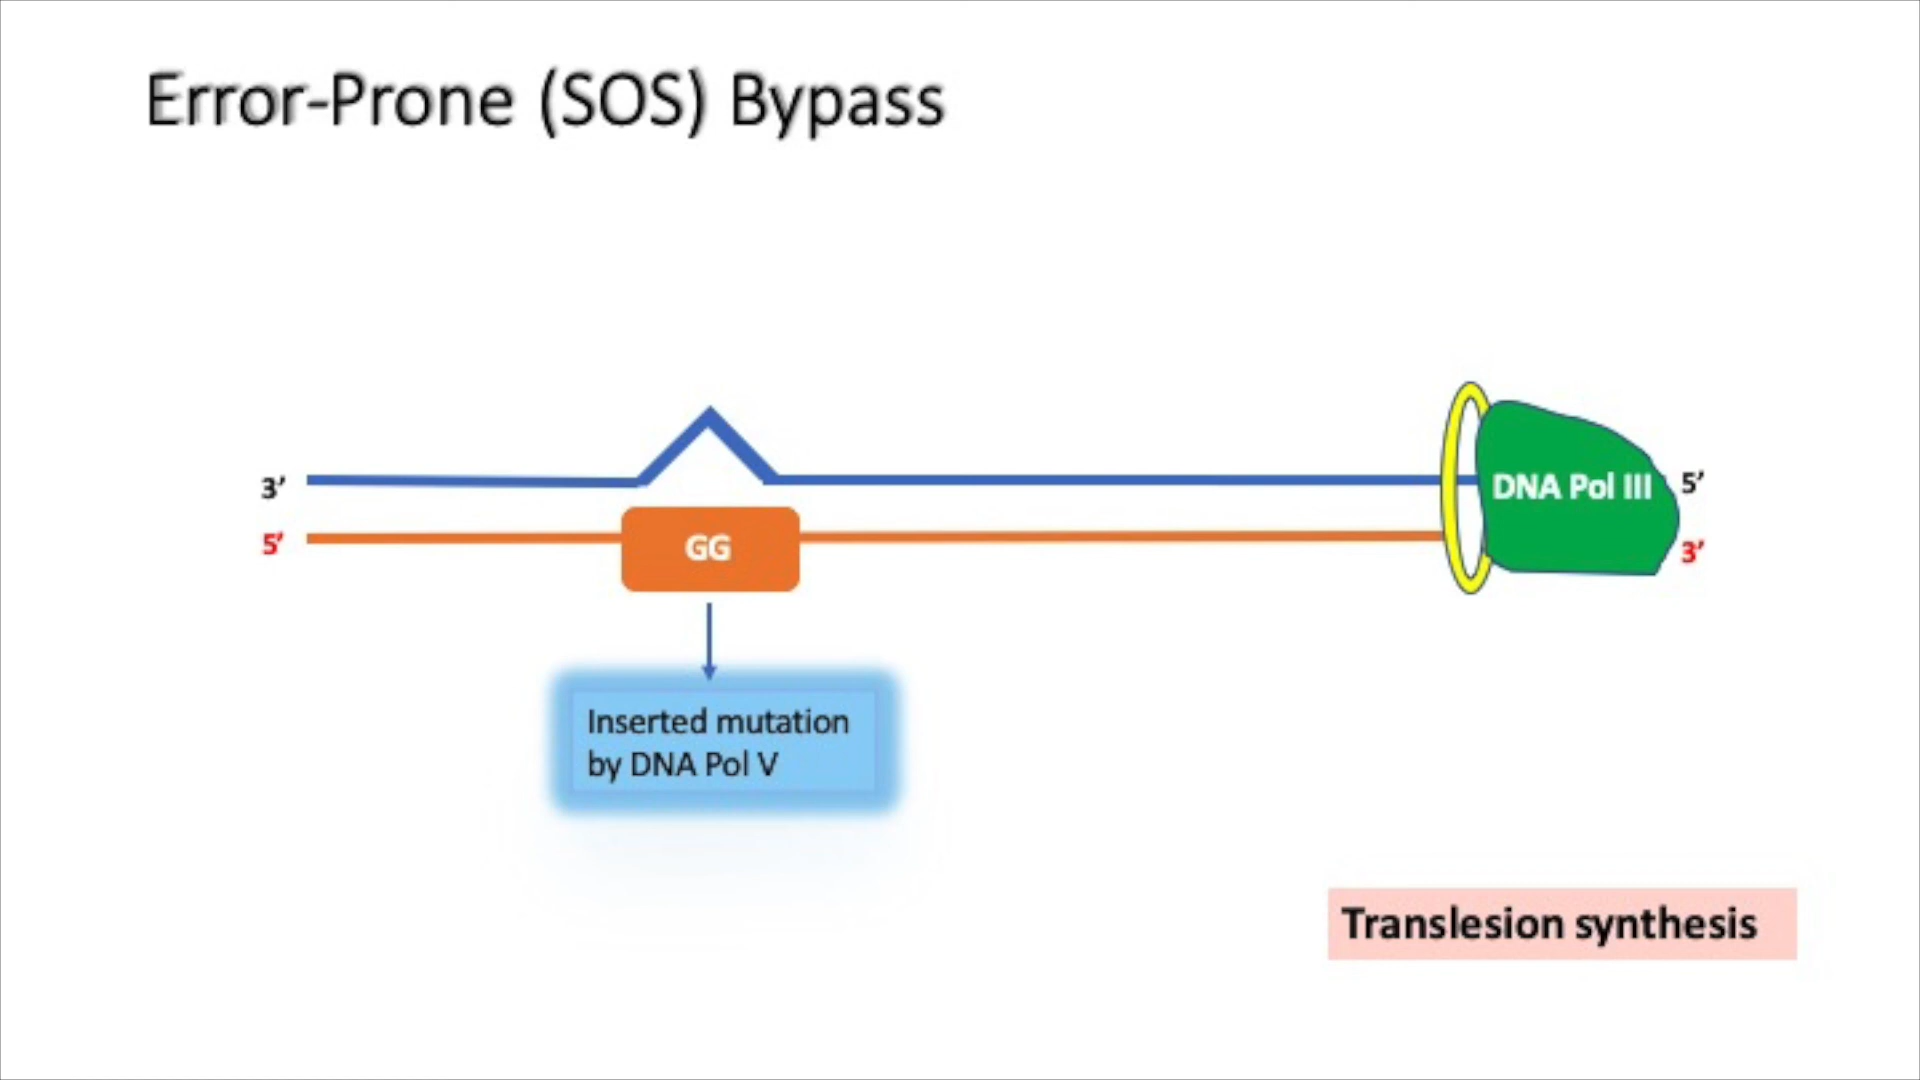 Error-Prone (SOS) Bypass
3’
DNA Pol III
5’
5’
GG
3’
Inserted mutation
by DNA Pol V
Translesion synthesis